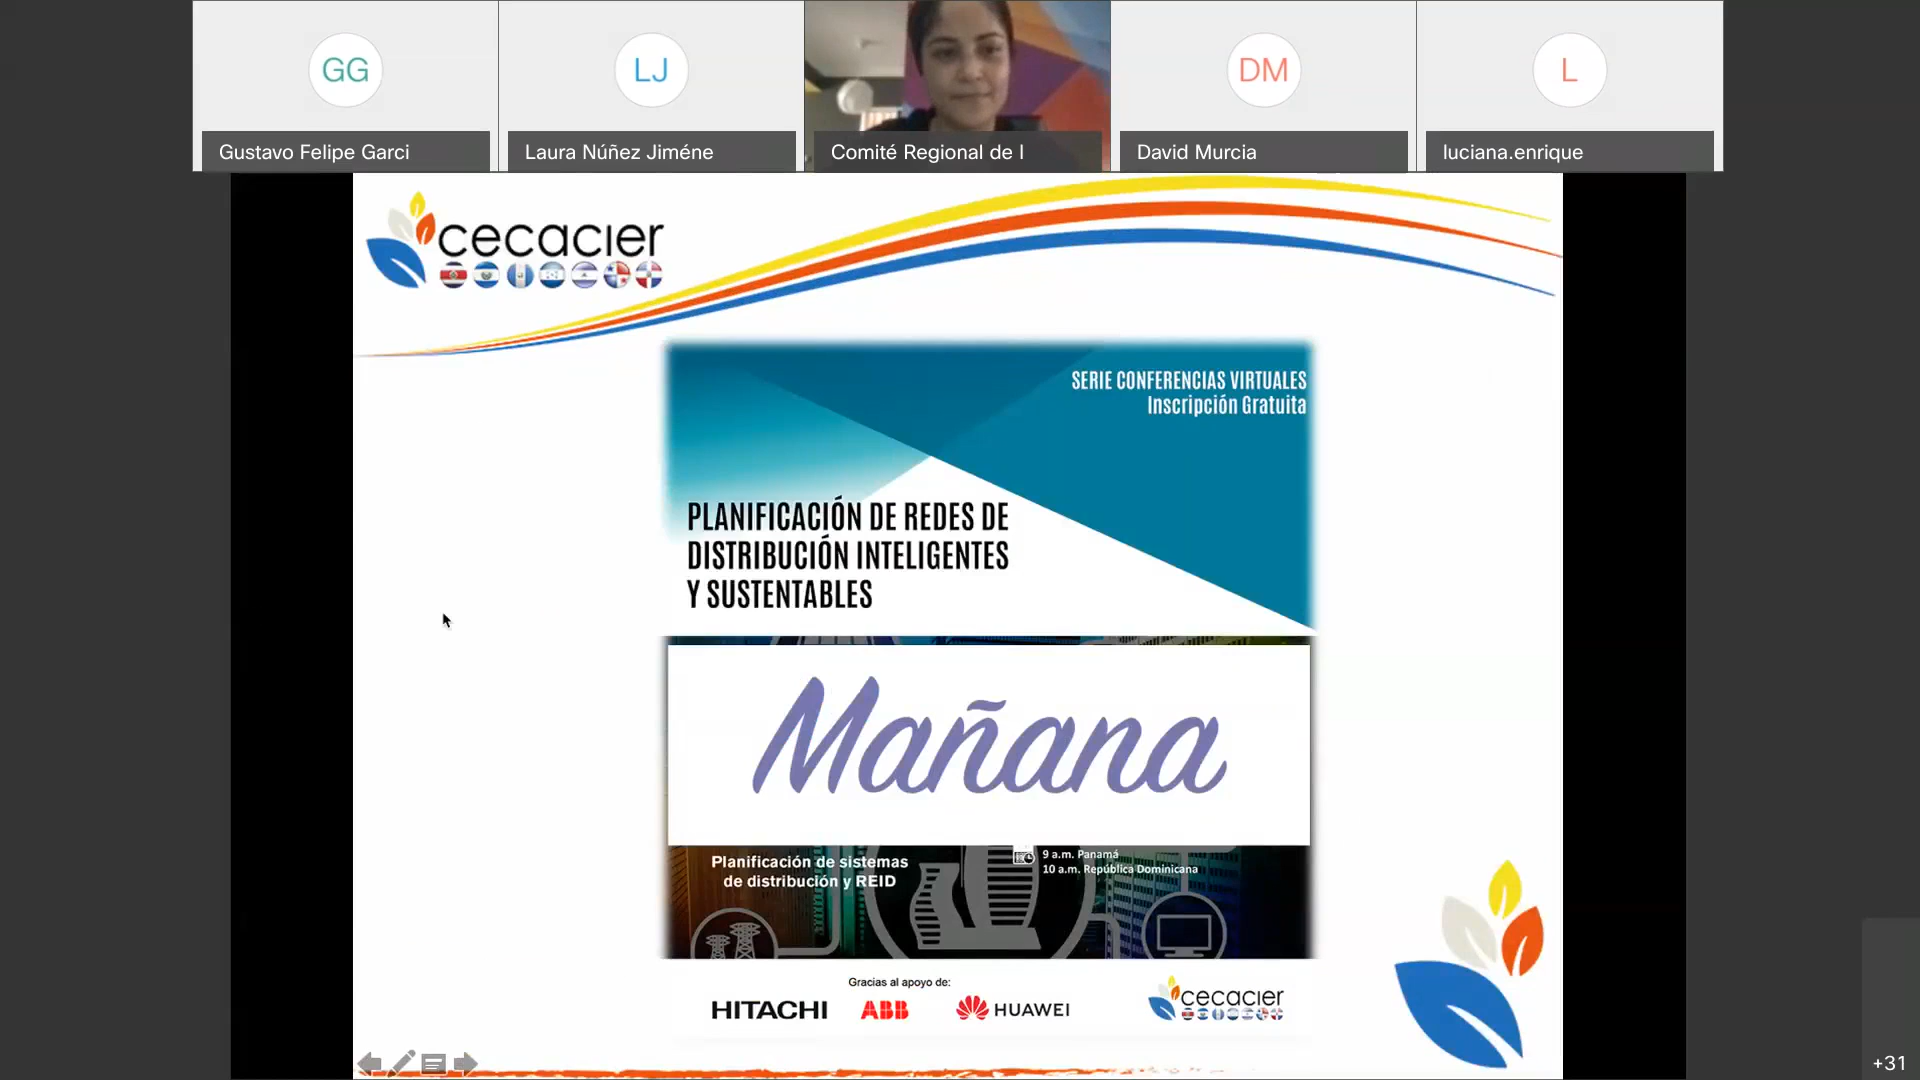 GG
LJ
DM
L
Gustavo Felipe Garci
Laura Núñez Jiméne
Comité Regional de I
David Murcia
luciana.enrique
cecacier
SERIE CONFERENCIAS VIRTUALES
Inscripción Gratuita
PLANIFICACIÓN DE REDES DE
DISTRIBUCIÓN INTELIGENTES
Y SUSTENTABLES
Mañana
Planificación de sistemas
de distribución y REID
9 a.m. Panamá
10 a.m. República Dominicana
Gracias al apoyo de:
HITACHI
ABB
HUAWEI
cecacier
+31